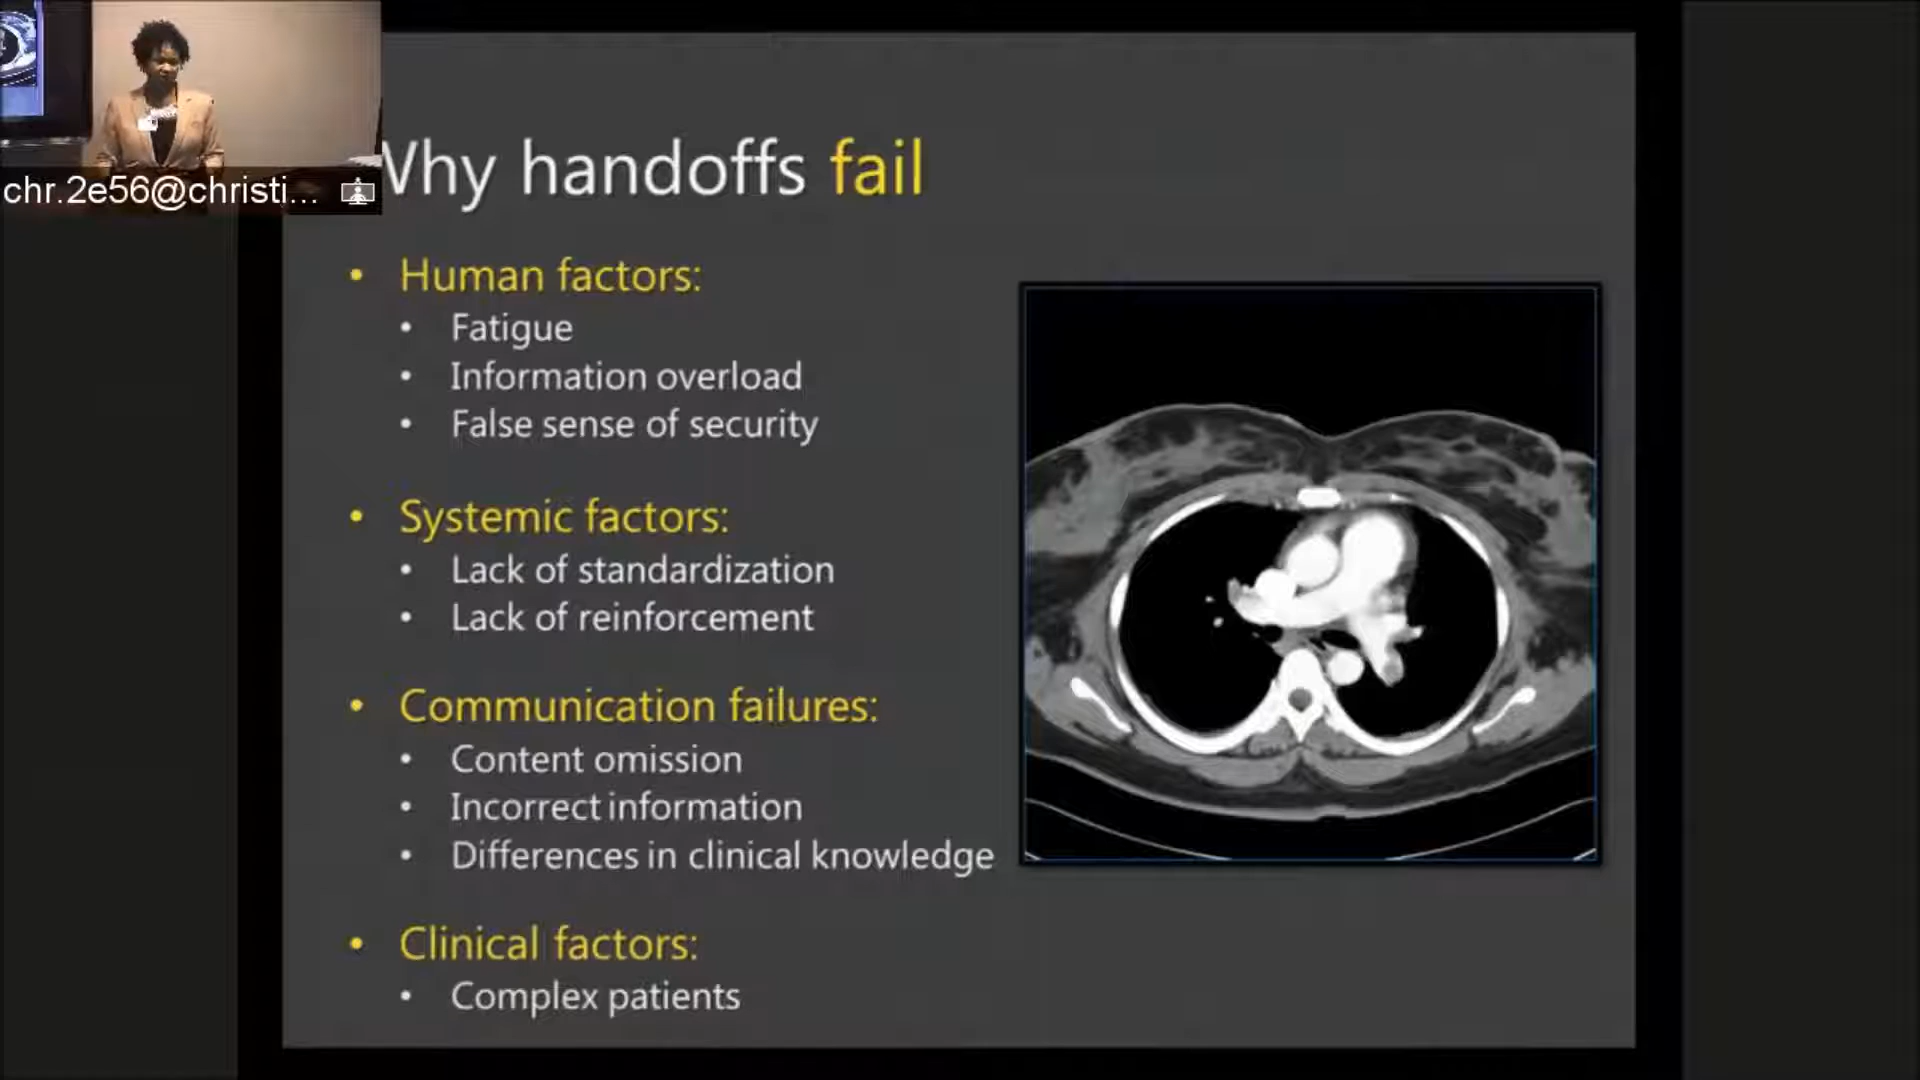 chr.2e56@christi...
Why handoffs fail
• Human factors:
• Fatigue
• Information overload
• False sense of security
• Systemic factors:
• Lack of standardization
• Lack of reinforcement
• Communication failures:
• Content omission
• Incorrect information
• Differences in clinical knowledge
• Clinical factors:
• Complex patients